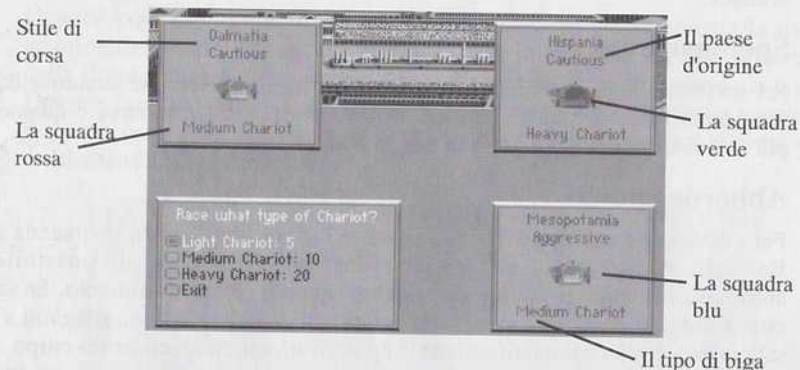 Stile di
corsa
Dalmatia
Cautious
Medium Chariot
La squadra
rossa
Hispania
Cautious
Heavy Chariot
Il paese
d'origine
La squadra
verde
Race what type of Chariot?
Light Chariot: 5
Medium Chariot: 10
Heavy Chariot: 20
Exit
Mesopotamia
Aggressive
Medium Chariot
La squadra
blu
Il tipo di biga